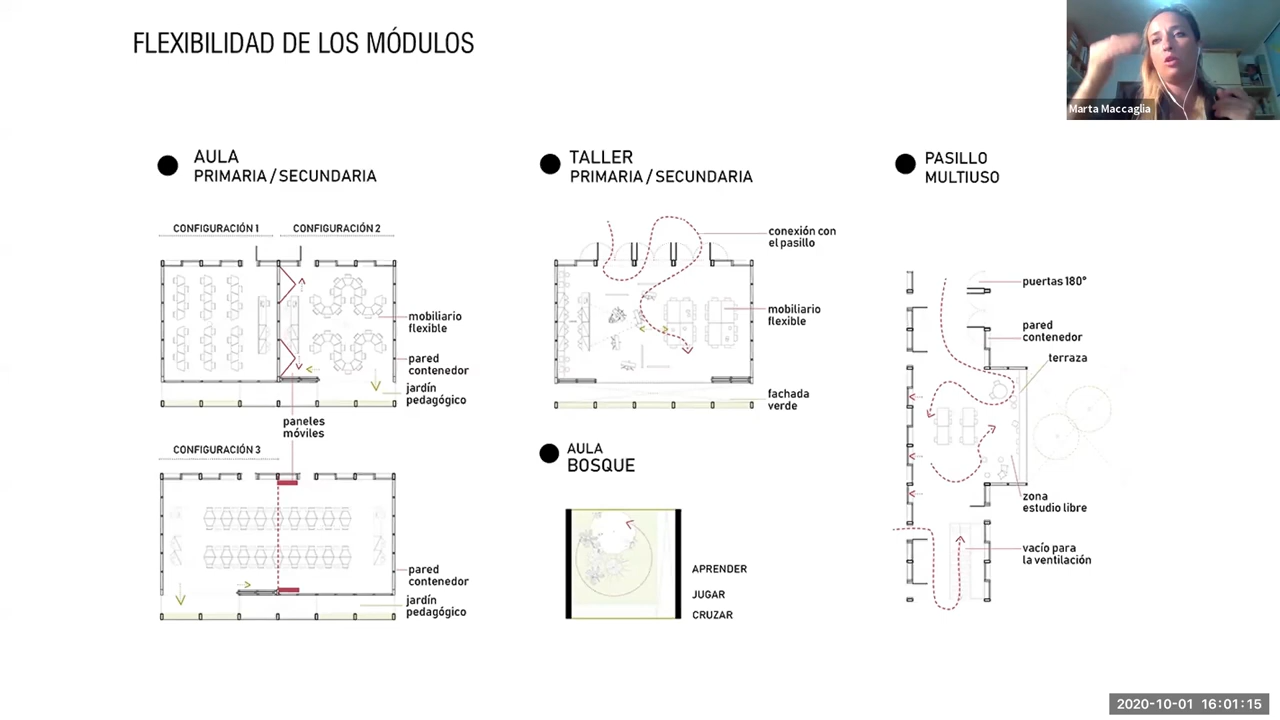 FLEXIBILIDAD DE LOS MÓDULOS
Marta Maccaglia
AULA
PRIMARIA / SECUNDARIA
CONFIGURACIÓN 1
CONFIGURACIÓN 2
mobiliario
flexible
pared
contenedor
jardín
pedagógico
paneles
móviles
CONFIGURACIÓN 3
pared
contenedor
jardín
pedagógico
TALLER
PRIMARIA / SECUNDARIA
conexión con
el pasillo
mobiliario
flexible
fachada
verde
AULA
BOSQUE
APRENDER
JUGAR
CRUZAR
PASILLO
MULTIUSO
puertas 180°
pared
contenedor
terraza
zona
estudio libre
vacío para
la ventilación
2020-10-01 16:01:15